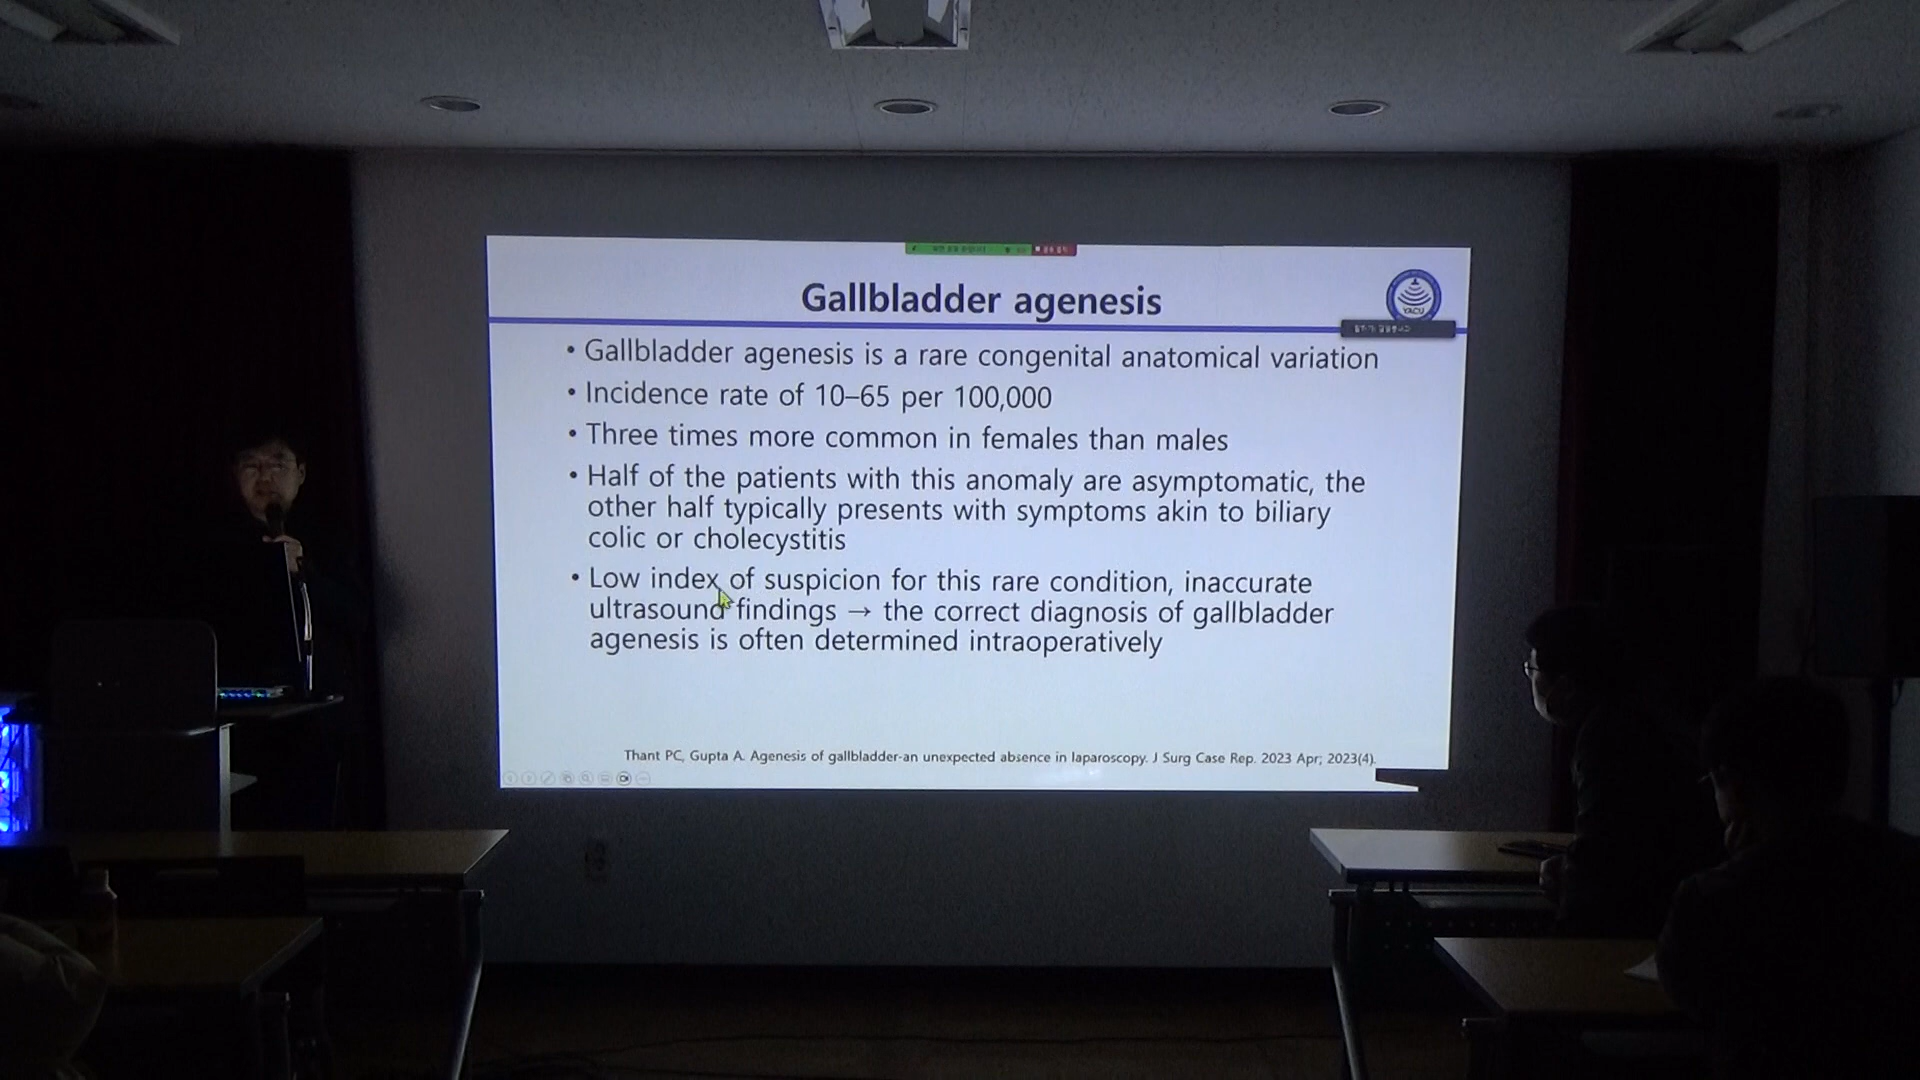 Gallbladder agenesis
YACU
• Gallbladder agenesis is a rare congenital anatomical variation
• Incidence rate of 10–65 per 100,000
• Three times more common in females than males
• Half of the patients with this anomaly are asymptomatic, the
other half typically presents with symptoms akin to biliary
colic or cholecystitis
• Low index of suspicion for this rare condition, inaccurate
ultrasound findings → the correct diagnosis of gallbladder
agenesis is often determined intraoperatively
Thant PC, Gupta A. Agenesis of gallbladder-an unexpected absence in laparoscopy. J Surg Case Rep. 2023 Apr; 2023(4).